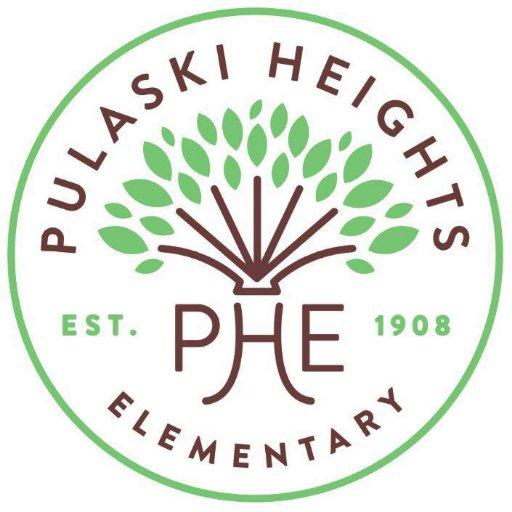 PULASKI HEIGHTS
EST. PHE 1908
ELEMENTARY